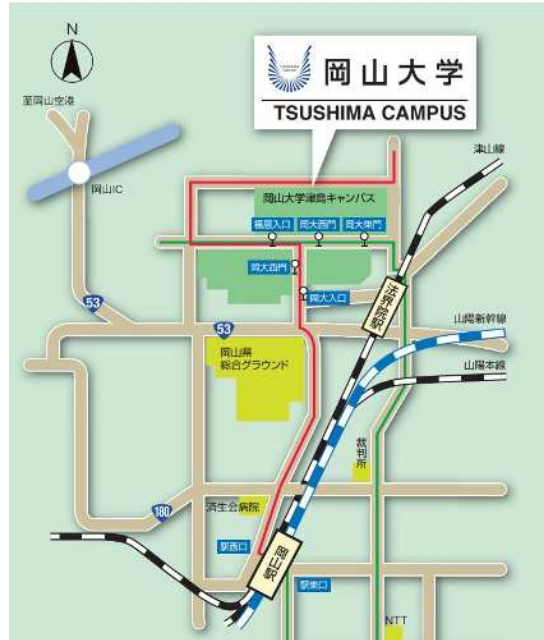 N
岡山大学
TSUSHIMA CAMPUS
至岡山空港
津山線
岡山IC
岡山大学津島キャンパス
福居入口
岡大西門
岡大東門
岡大西門
岡大入口
法界院駅
53
53
山陽新幹線
山陽本線
岡山県
総合グラウンド
裁判所
180
済生会病院
駅西口
岡山駅
駅東口
NTT